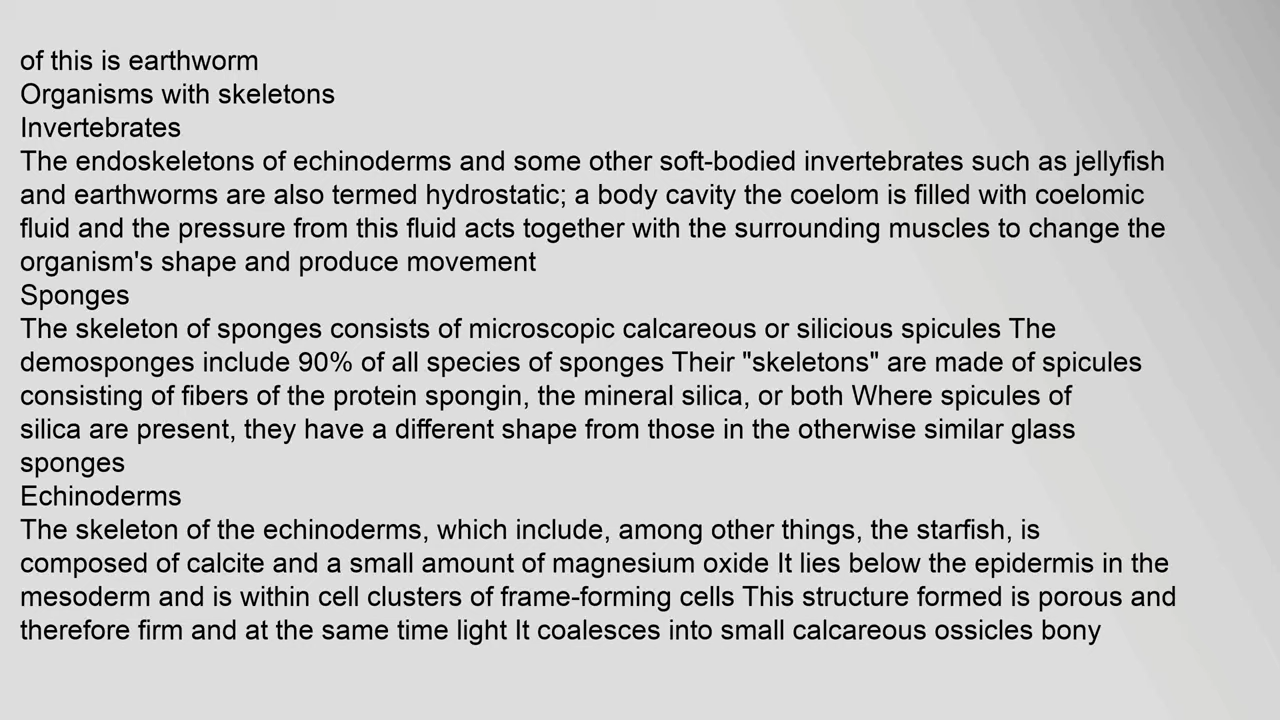 of this is earthworm
Organisms with skeletons
Invertebrates
The endoskeletons of echinoderms and some other soft-bodied invertebrates such as jellyfish
and earthworms are also termed hydrostatic; a body cavity the coelom is filled with coelomic
fluid and the pressure from this fluid acts together with the surrounding muscles to change the
organism's shape and produce movement
Sponges
The skeleton of sponges consists of microscopic calcareous or silicious spicules The
demosponges include 90% of all species of sponges Their "skeletons" are made of spicules
consisting of fibers of the protein spongin, the mineral silica, or both Where spicules of
silica are present, they have a different shape from those in the otherwise similar glass
sponges
Echinoderms
The skeleton of the echinoderms, which include, among other things, the starfish, is
composed of calcite and a small amount of magnesium oxide It lies below the epidermis in the
mesoderm and is within cell clusters of frame-forming cells This structure formed is porous and
therefore firm and at the same time light It coalesces into small calcareous ossicles bony